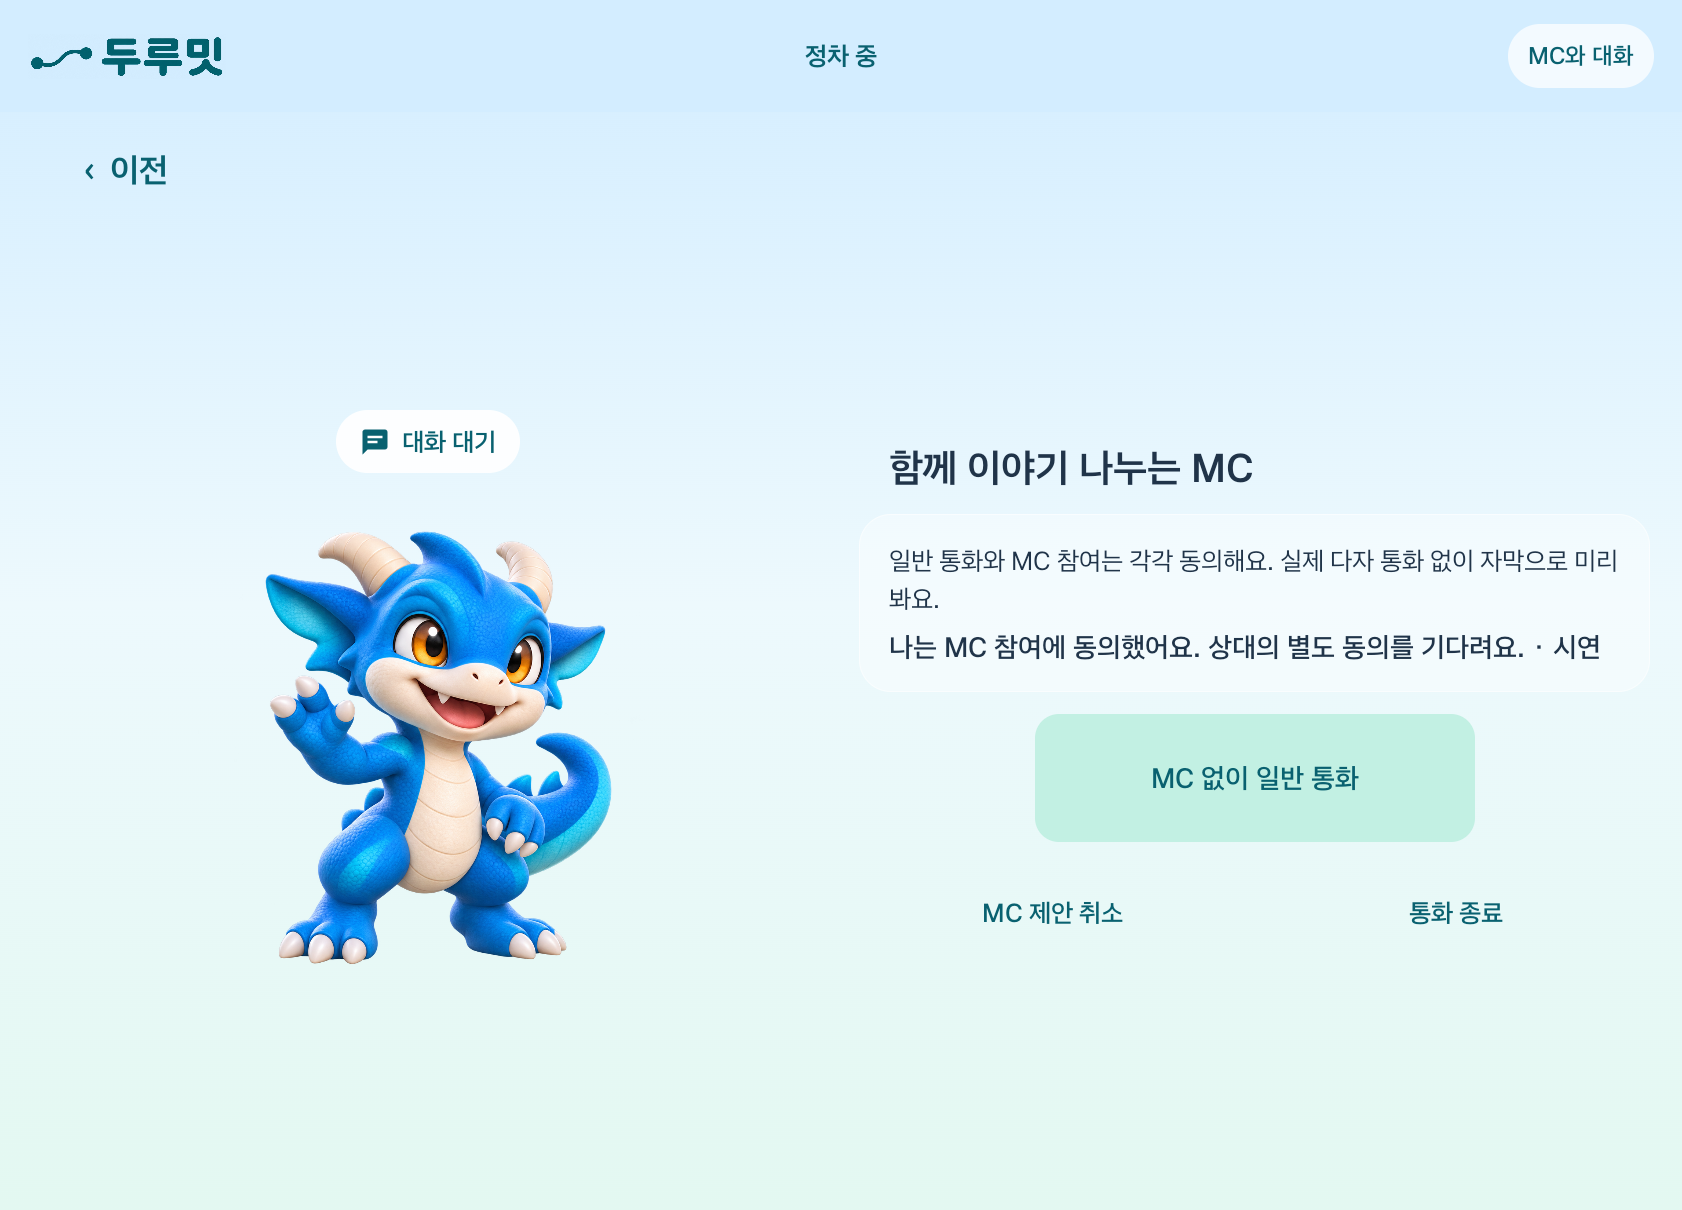 두루밋
정차 중
MC와 대화
‹ 이전
대화 대기
함께 이야기 나누는 MC
일반 통화와 MC 참여는 각각 동의해요. 실제 다자 통화 없이 자막으로 미리
봐요.
나는 MC 참여에 동의했어요. 상대의 별도 동의를 기다려요. · 시연
MC 없이 일반 통화
MC 제안 취소
통화 종료